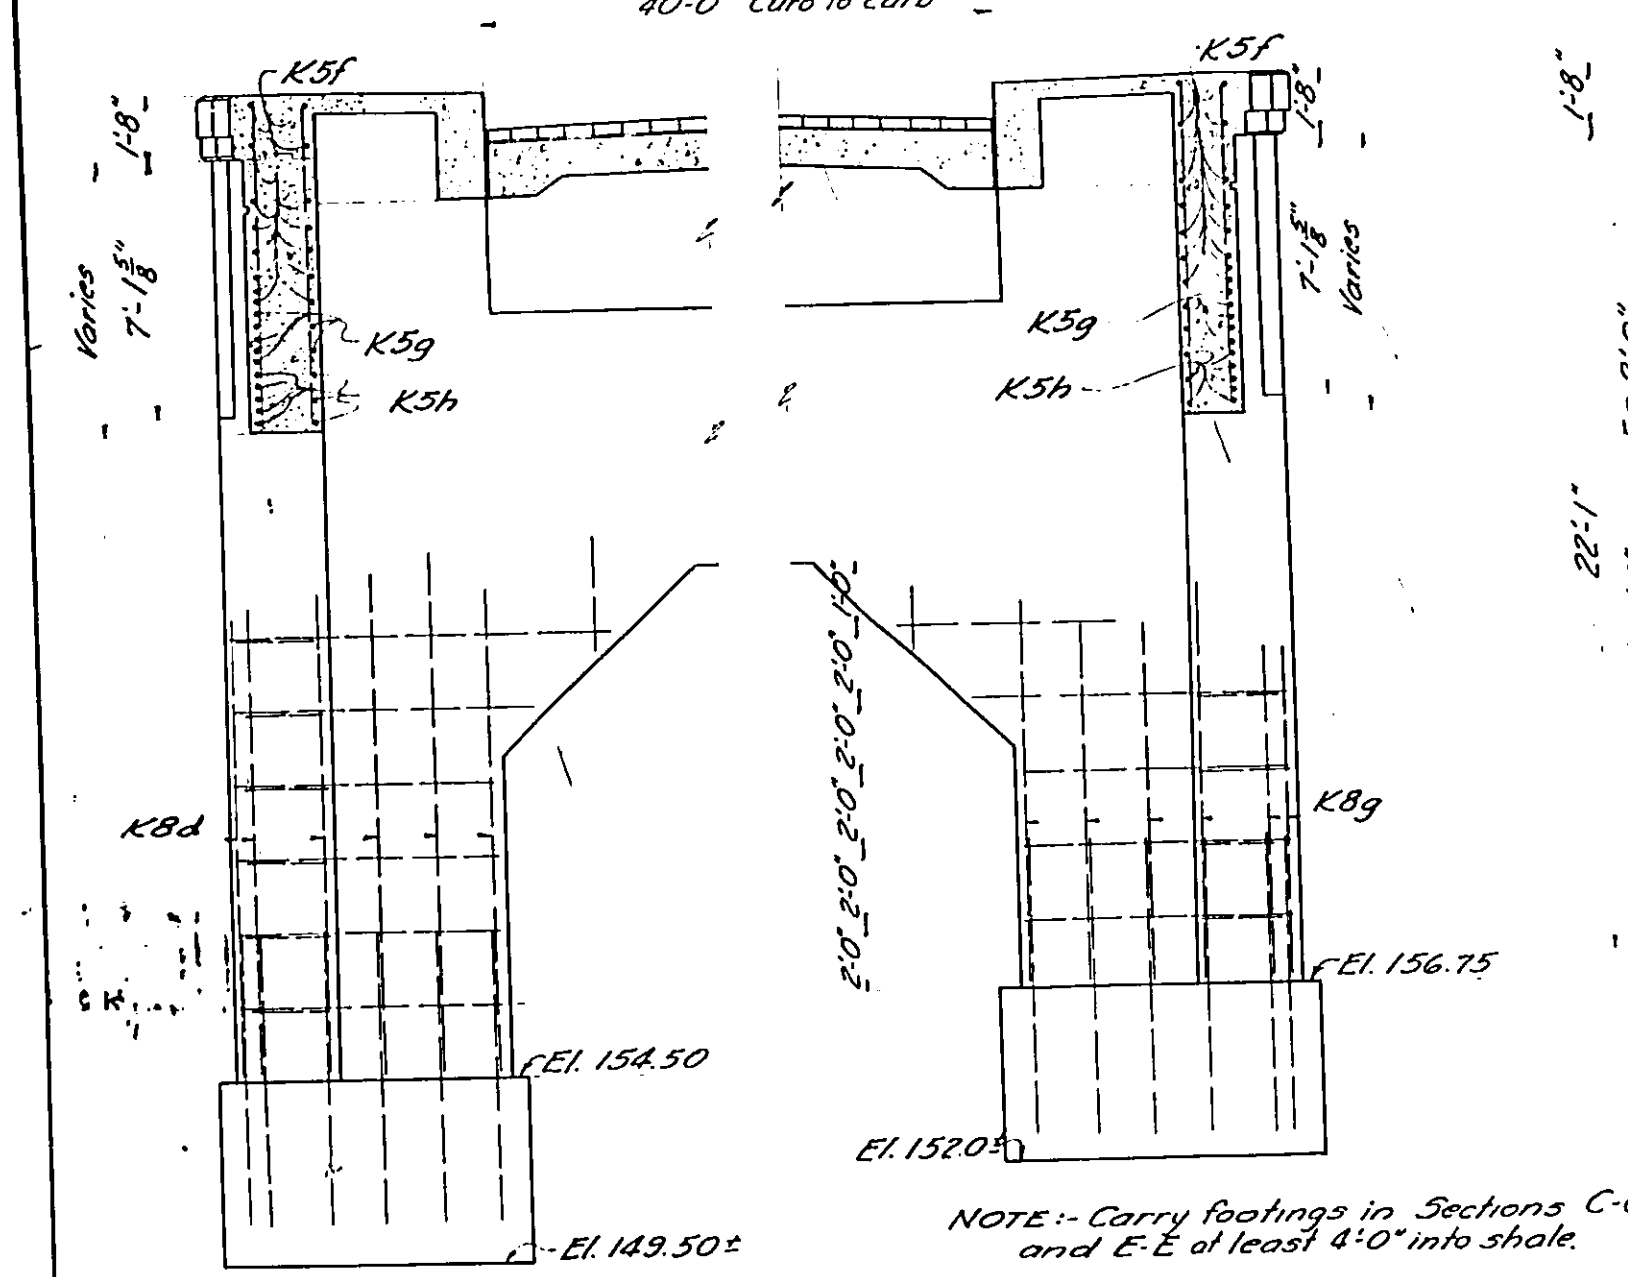 40'-0" Curb to curb
K5f
K5f
1'-8"
1'-8"
1'-8"
Varies
7'-1 5/8"
7'-1 5/8"
Varies
K5g
K5g
K5h
K5h
22'-1"
1'-0"
2'-0"
2'-0"
2'-0"
2'-0"
2'-0"
2'-0"
K8d
K8g
El. 156.75
El. 154.50
El. 152.0±
El. 149.50±
NOTE:- Carry footings in Sections
and E-E at least 4'-0" into shale.